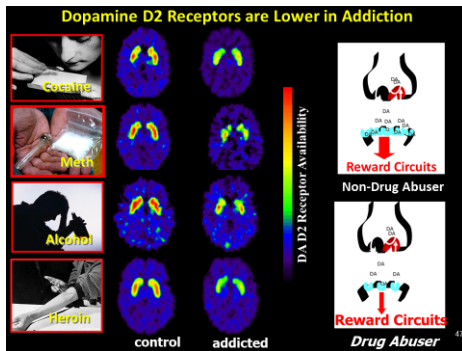 Dopamine D2 Receptors are Lower in Addiction
Cocaine
Meth
Alcohol
Heroin
control
addicted
DA D2 Receptor Availability
DA
DA
DA
DA
Reward Circuits
Non-Drug Abuser
DA
DA
DA
DA
DA
Reward Circuits
Drug Abuser
47